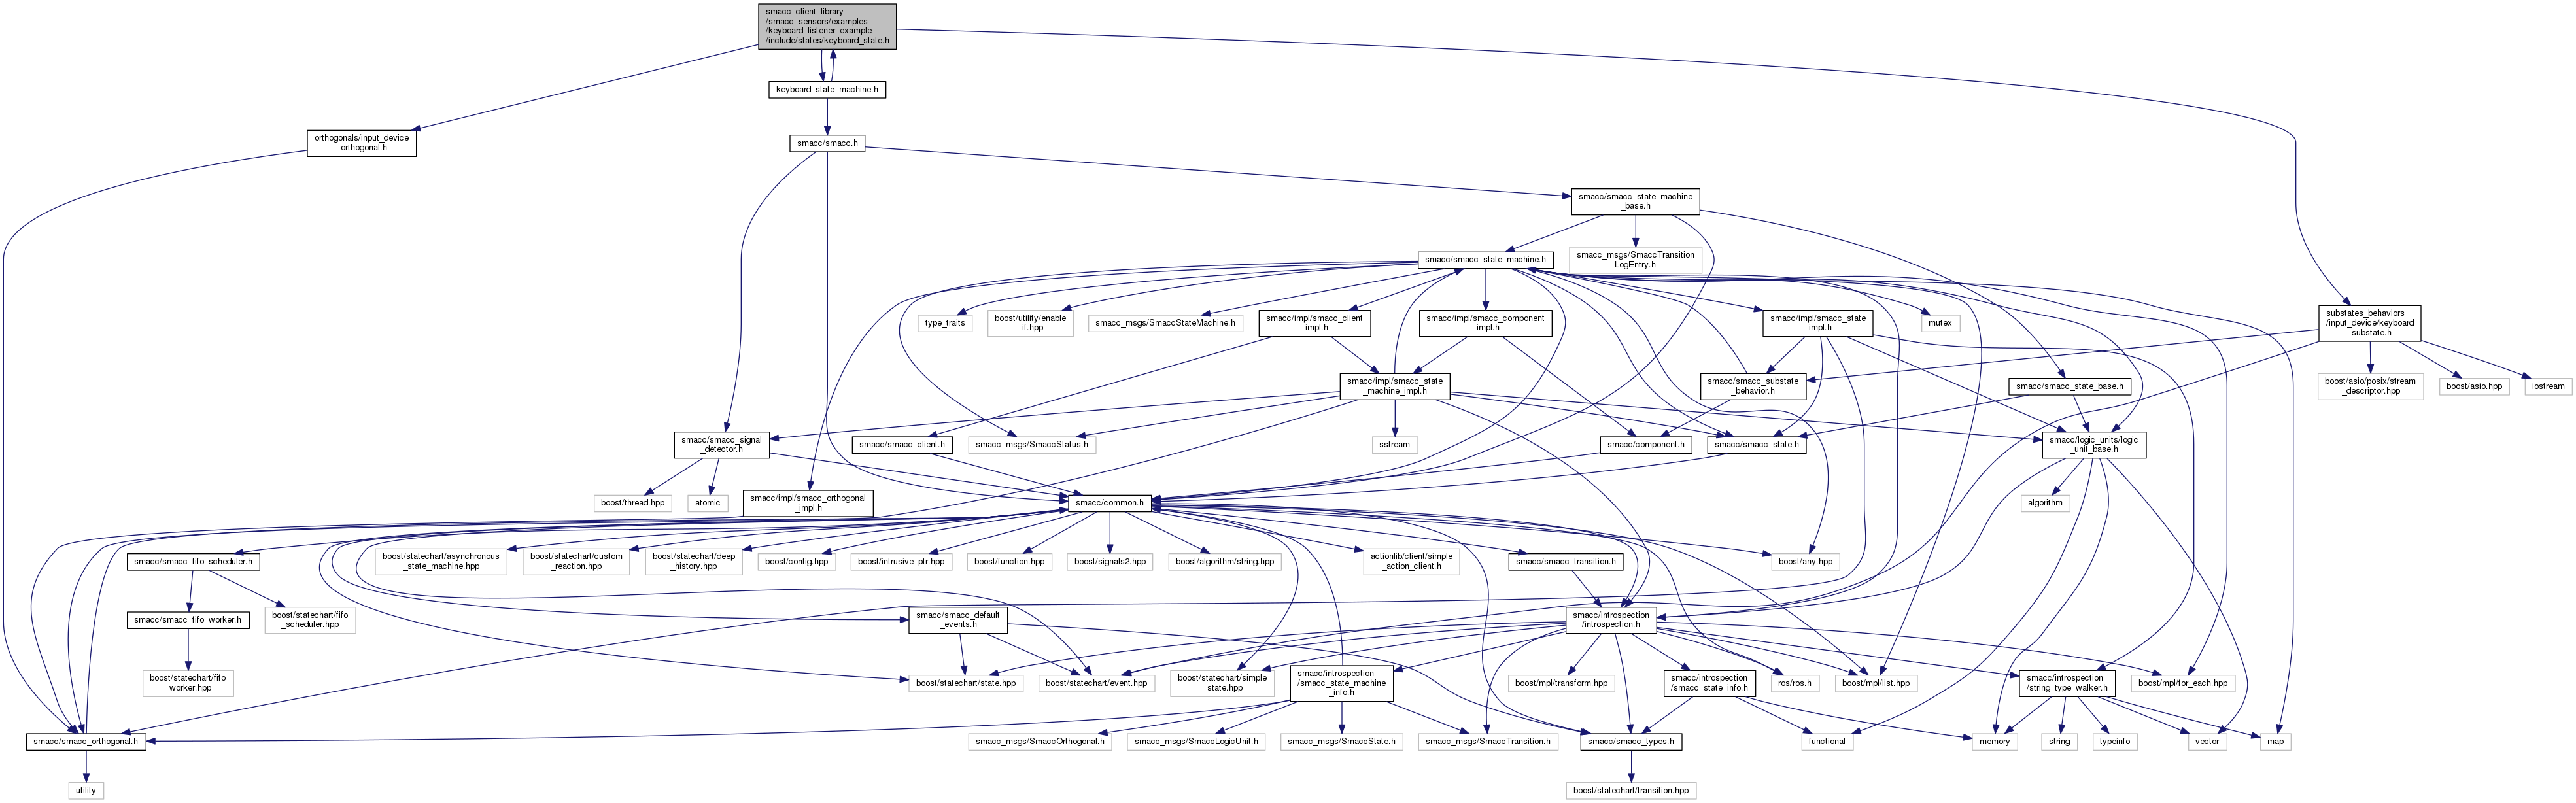 smacc_client_library
/smacc_sensors/examples
/keyboard_listener_example
/include/states/keyboard_state.h
keyboard_state_machine.h
orthogonals/input_device
_orthogonal.h
smacc/smacc.h
smacc/smacc_state_machine
_base.h
smacc/smacc_state_machine.h
smacc_msgs/SmaccTransition
LogEntry.h
type_traits
boost/utility/enable
_if.hpp
smacc_msgs/SmaccStateMachine.h
smacc/impl/smacc_client
_impl.h
smacc/impl/smacc_component
_impl.h
smacc/impl/smacc_state
_impl.h
mutex
substates_behaviors
/input_device/keyboard
_substate.h
smacc/impl/smacc_state
_machine_impl.h
smacc/smacc_substate
_behavior.h
smacc/smacc_state_base.h
boost/asio/posix/stream
_descriptor.hpp
boost/asio.hpp
iostream
smacc/smacc_signal
_detector.h
smacc/smacc_client.h
smacc_msgs/SmaccStatus.h
sstream
smacc/component.h
smacc/smacc_state.h
smacc/logic_units/logic
_unit_base.h
boost/thread.hpp
atomic
smacc/impl/smacc_orthogonal
_impl.h
smacc/common.h
algorithm
smacc/smacc_fifo_scheduler.h
boost/statechart/asynchronous
_state_machine.hpp
boost/statechart/custom
_reaction.hpp
boost/statechart/deep
_history.hpp
boost/config.hpp
boost/intrusive_ptr.hpp
boost/function.hpp
boost/signals2.hpp
boost/algorithm/string.hpp
actionlib/client/simple
_action_client.h
smacc/smacc_transition.h
boost/any.hpp
smacc/smacc_fifo_worker.h
boost/statechart/fifo
_scheduler.hpp
smacc/smacc_default
_events.h
smacc/introspection
/introspection.h
boost/statechart/fifo
_worker.hpp
boost/statechart/state.hpp
boost/statechart/event.hpp
boost/statechart/simple
_state.hpp
smacc/introspection
/smacc_state_machine
_info.h
boost/mpl/transform.hpp
smacc/introspection
/smacc_state_info.h
ros/ros.h
boost/mpl/list.hpp
smacc/introspection
/string_type_walker.h
boost/mpl/for_each.hpp
smacc/smacc_orthogonal.h
smacc_msgs/SmaccOrthogonal.h
smacc_msgs/SmaccLogicUnit.h
smacc_msgs/SmaccState.h
smacc_msgs/SmaccTransition.h
smacc/smacc_types.h
functional
memory
string
typeinfo
vector
map
utility
boost/statechart/transition.hpp